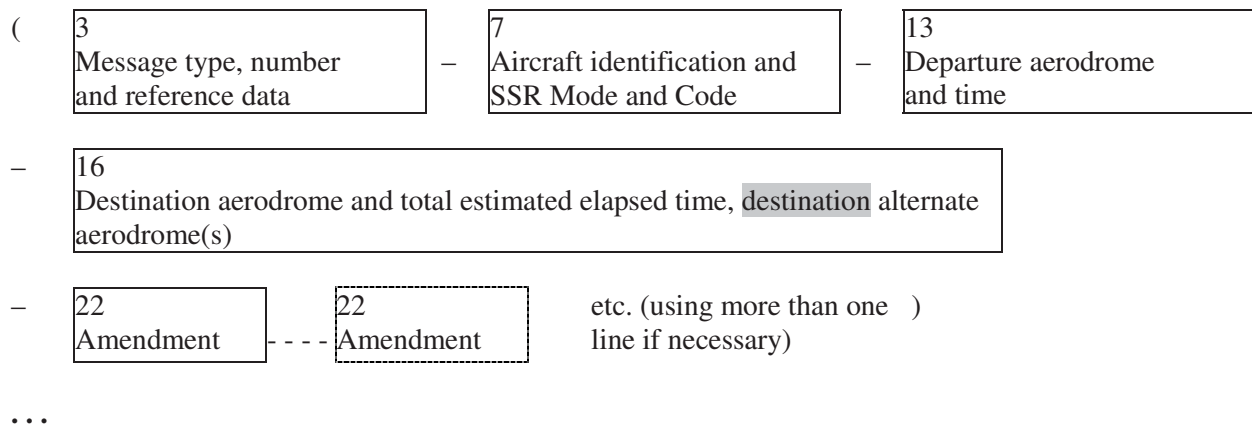 ( 3 7 13
Message type, number – Aircraft identification and – Departure aerodrome
and reference data SSR Mode and Code and time
– 16
Destination aerodrome and total estimated elapsed time, destination alternate
aerodrome(s)
– 22 22 etc. (using more than one )
Amendment - - - - Amendment line if necessary)
. . .